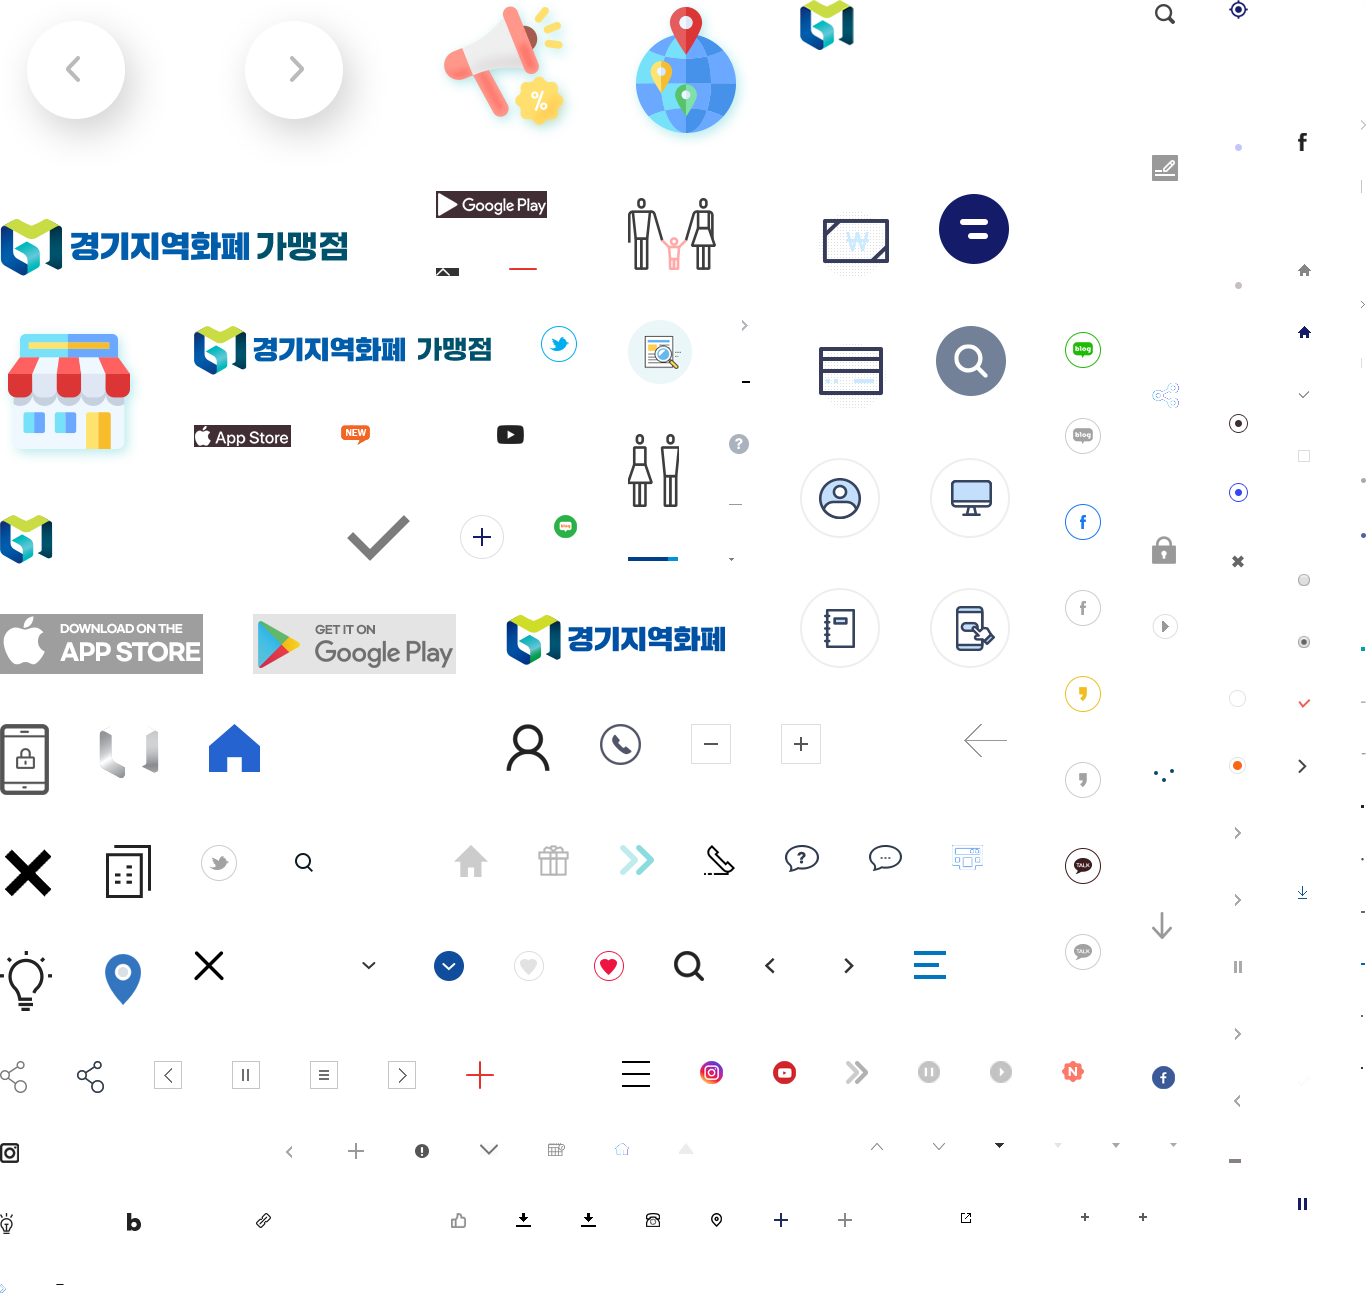 %
Google Play
경기지역화폐 가맹점
₩
경기지역화폐 가맹점
blog
App Store
NEW
?
blog
f
blog
DOWNLOAD ON THE
APP STORE
GET IT ON
Google Play
경기지역화폐
f
f
?
TALK
TALK
N
f
b